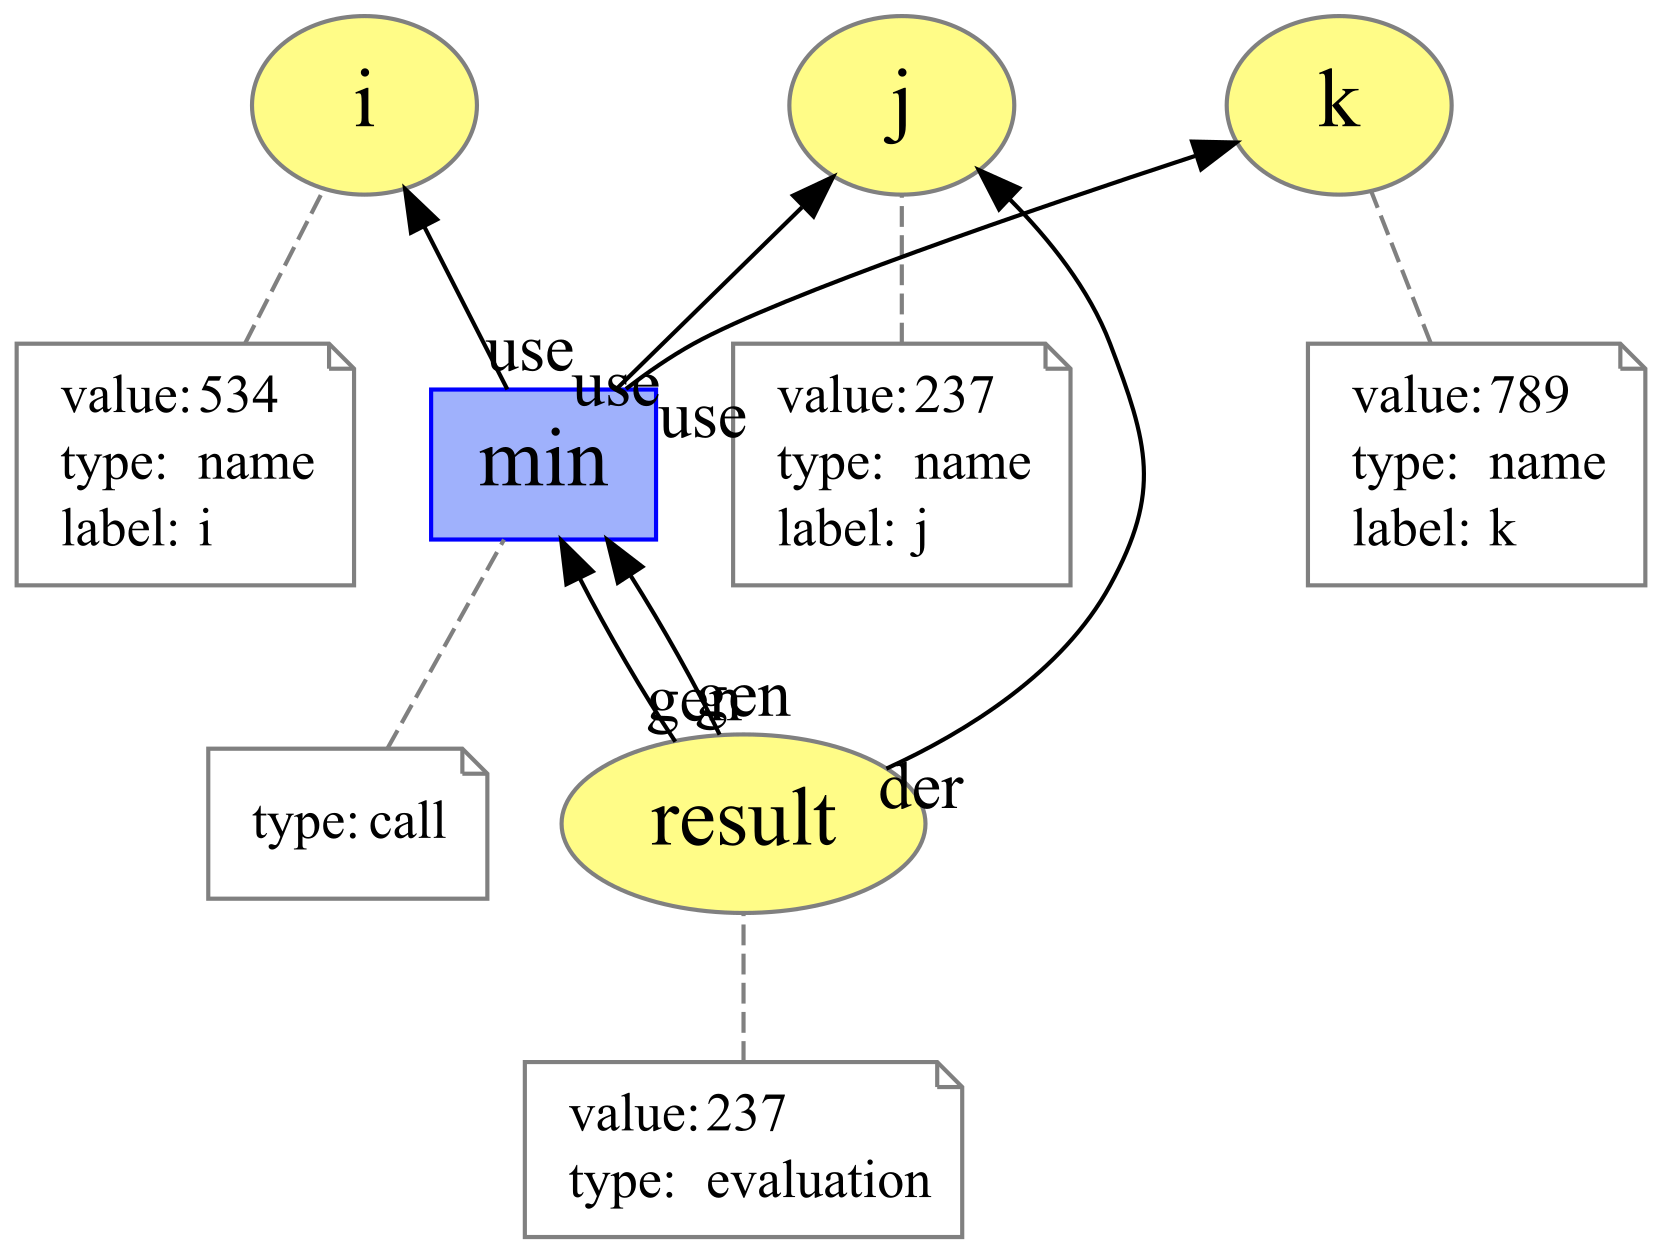 i
j
k
use
use
use
value: 534
type: name
label: i
min
value: 237
type: name
label: j
value: 789
type: name
label: k
gen
gen
der
type: call
result
value: 237
type: evaluation